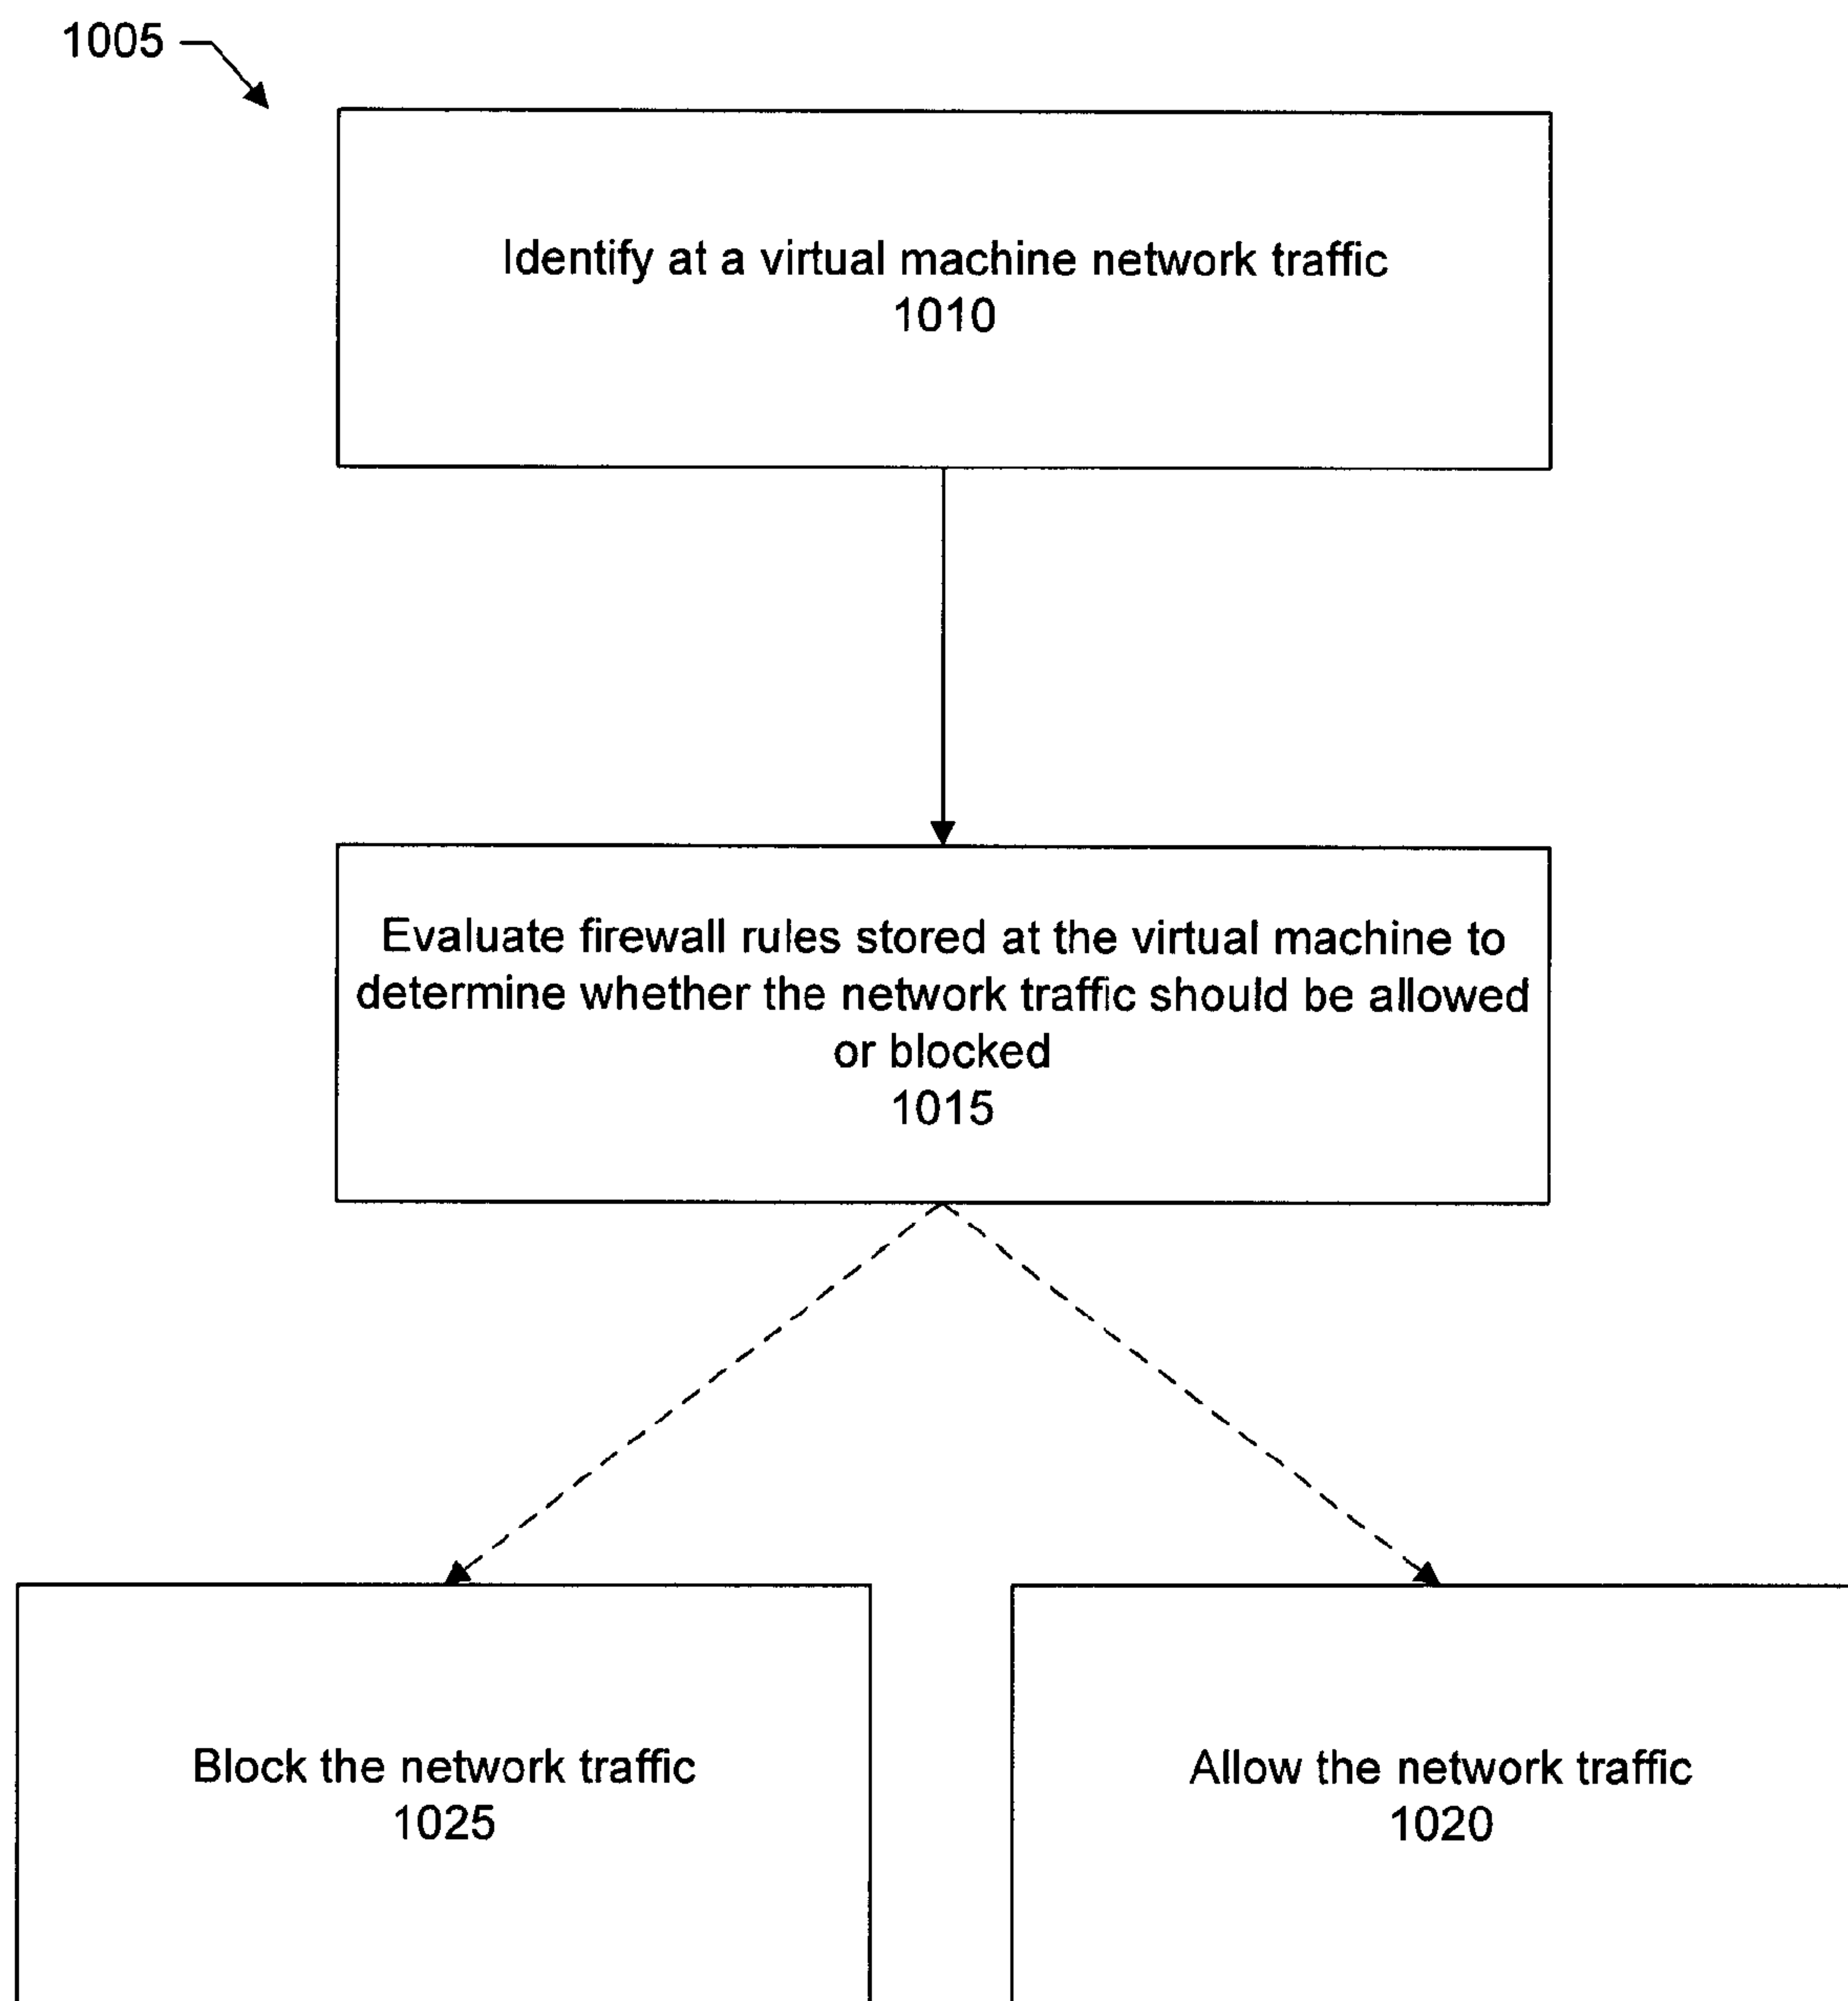 1005
Identify at a virtual machine network traffic
1010
Evaluate firewall rules stored at the virtual machine to
determine whether the network traffic should be allowed
or blocked
1015
Block the network traffic
1025
Allow the network traffic
1020